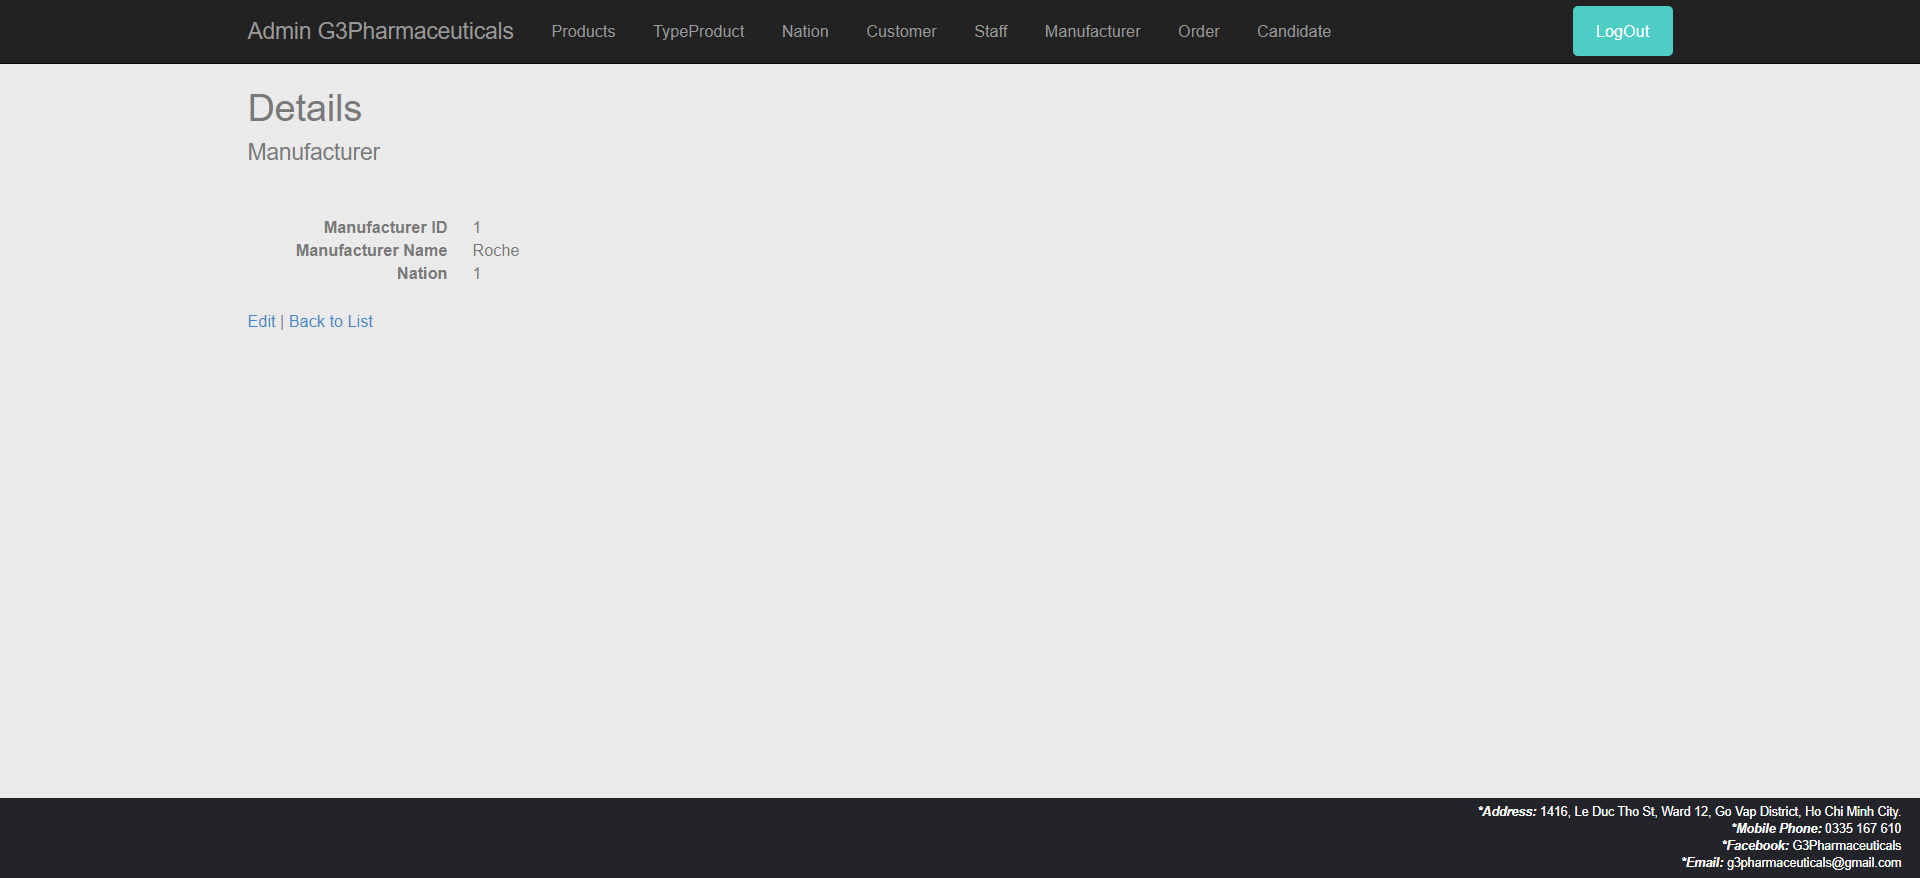 Admin G3Pharmaceuticals Products TypeProduct Nation Customer Staff Manufacturer Order Candidate LogOut
Details
Manufacturer
Manufacturer ID 1
Manufacturer Name Roche
Nation 1
Edit | Back to List
*Address: 1416, Le Duc Tho St, Ward 12, Go Vap District, Ho Chi Minh City.
*Mobile Phone: 0335 167 610
*Facebook: G3Pharmaceuticals
*Email: g3pharmaceuticals@gmail.com